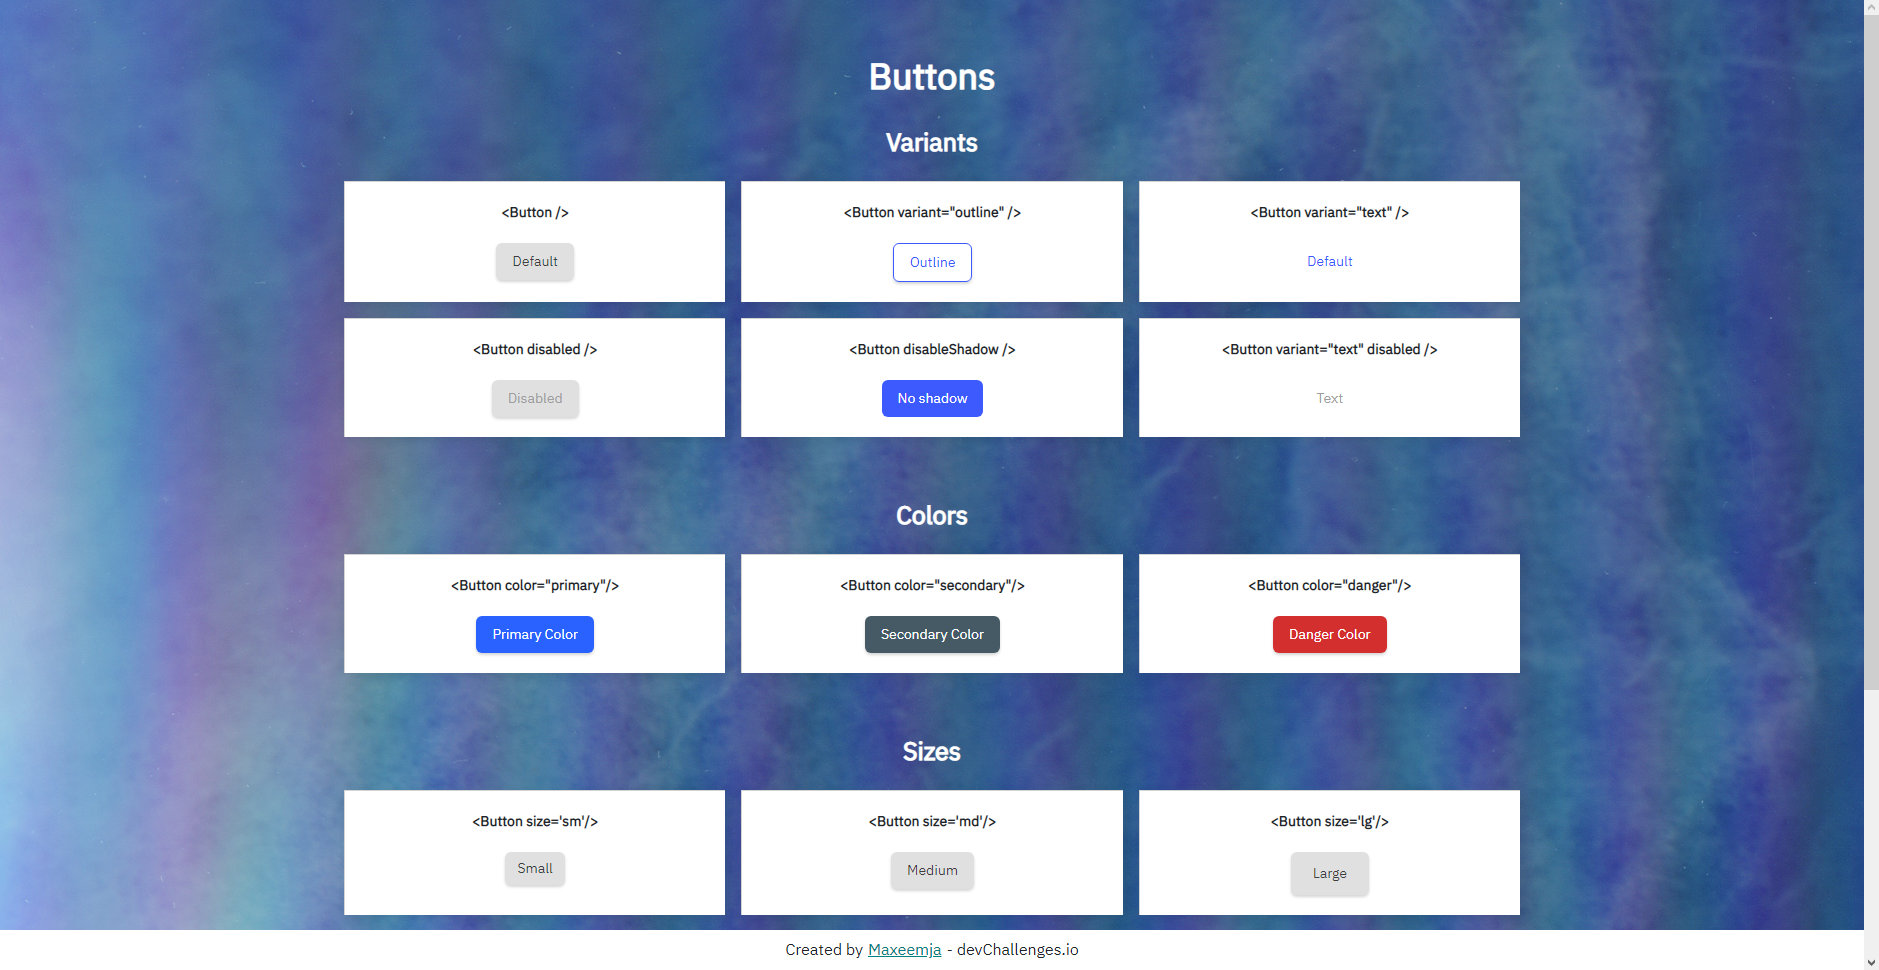 Buttons
Variants
<Button />
Default
<Button variant="outline" />
Outline
<Button variant="text" />
Default
<Button disabled />
Disabled
<Button disableShadow />
No shadow
<Button variant="text" disabled />
Text
Colors
<Button color="primary"/>
Primary Color
<Button color="secondary"/>
Secondary Color
<Button color="danger"/>
Danger Color
Sizes
<Button size='sm'/>
Small
<Button size='md'/>
Medium
<Button size='lg'/>
Large
Created by Maxeemja - devChallenges.io